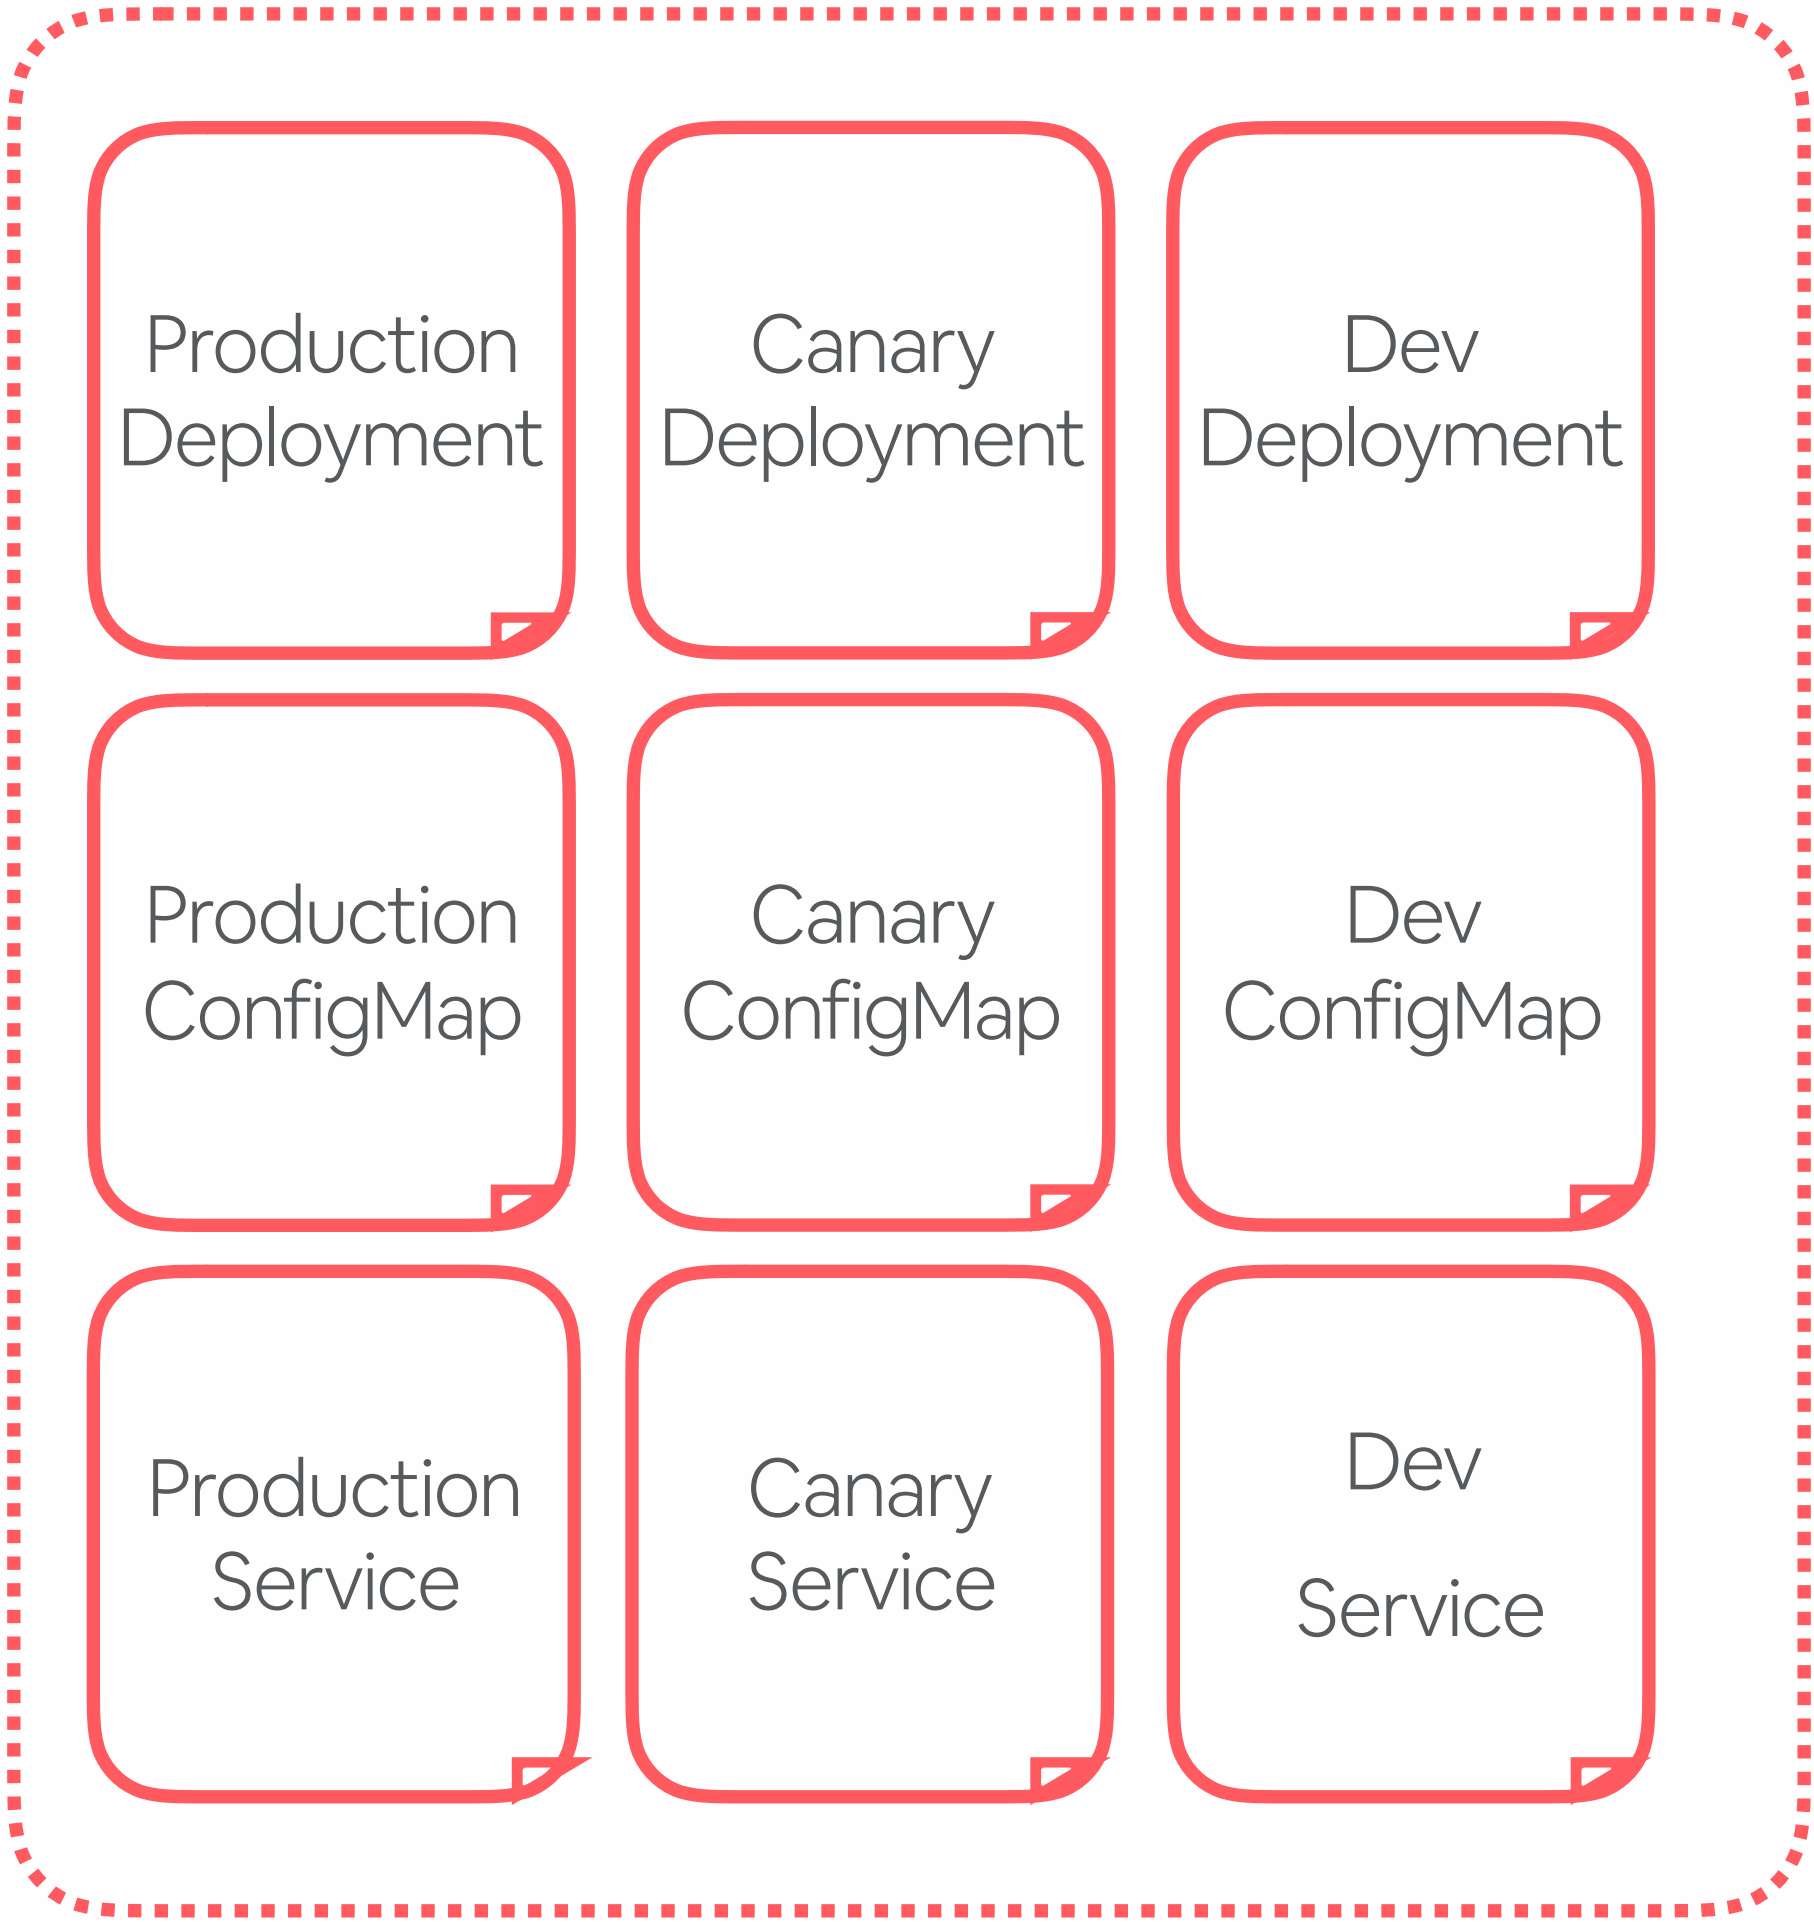 Production
Deployment
Canary
Deployment
Dev
Deployment
Production
ConfigMap
Canary
ConfigMap
Dev
ConfigMap
Production
Service
Canary
Service
Dev
Service